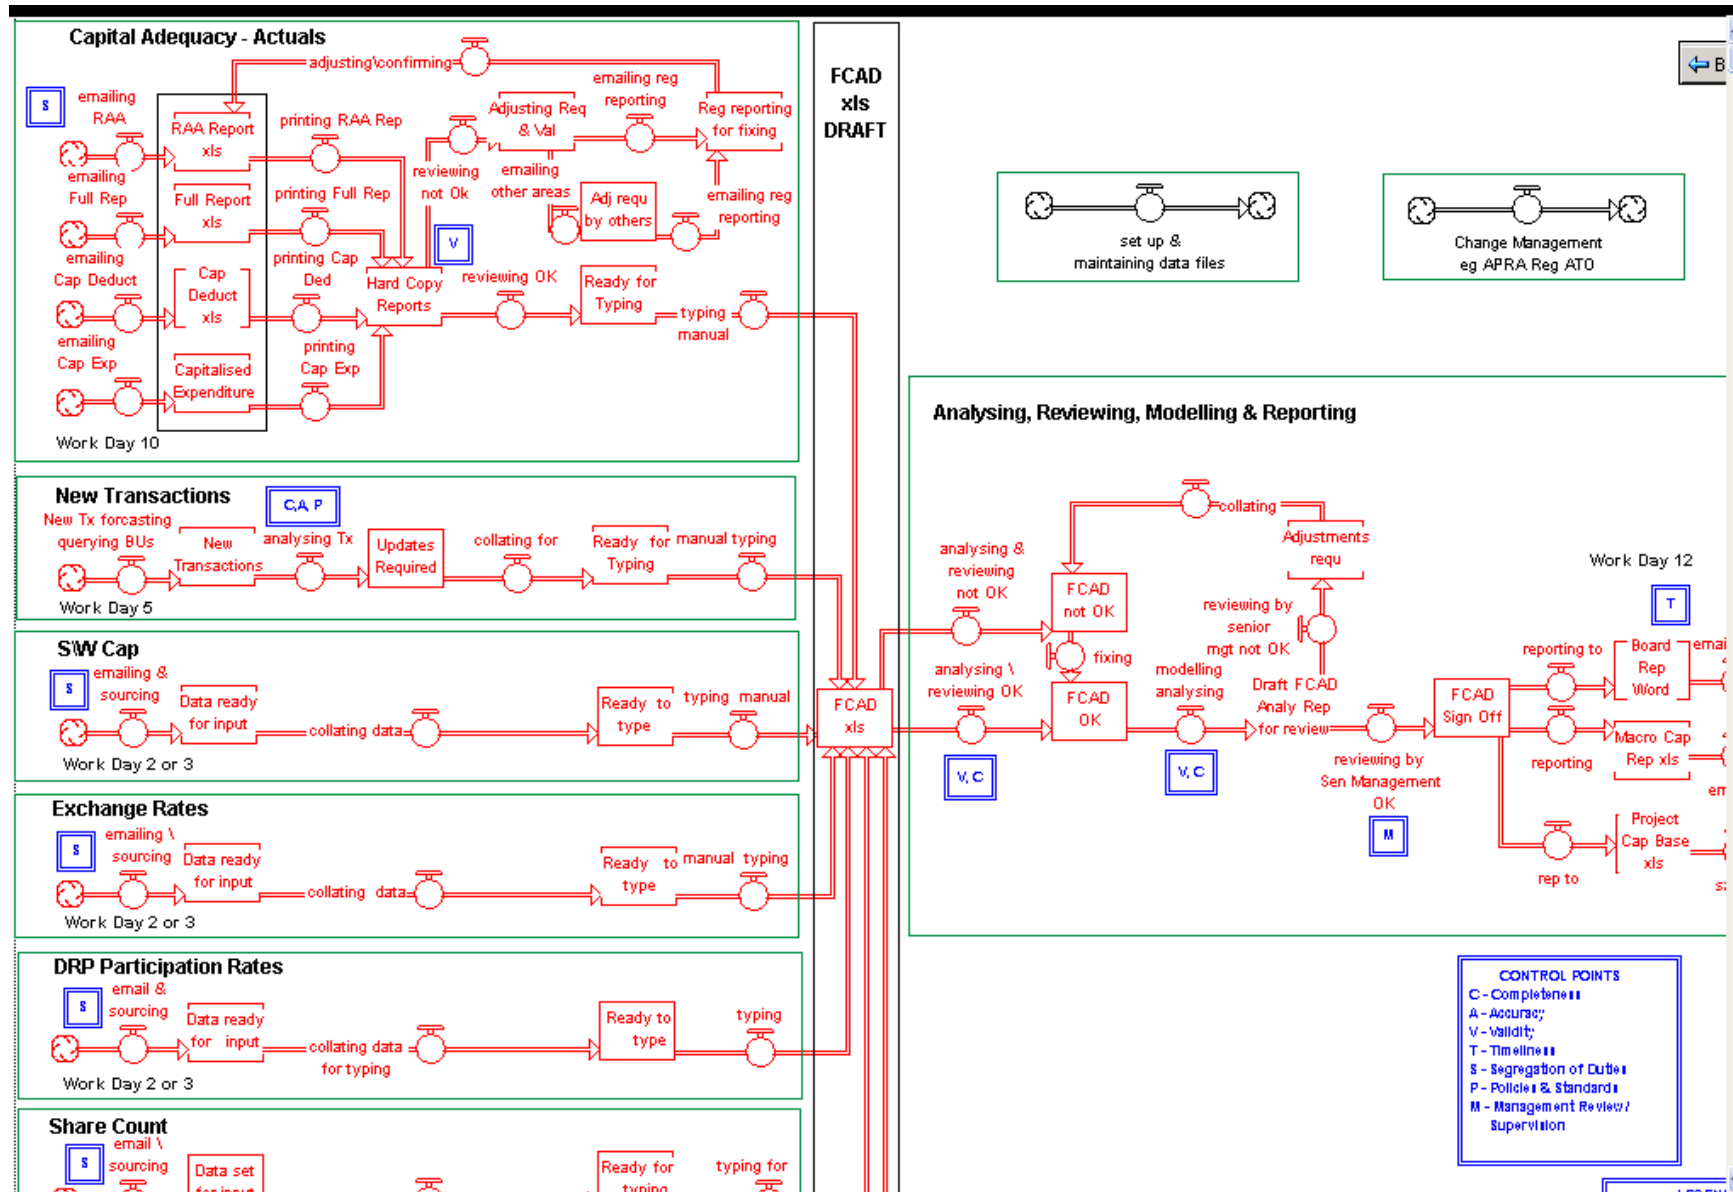 Capital Adequacy - Actuals
adjusting\confirming
S
emailing
RAA
RAA Report
xls
printing RAA Rep
emailing
Full Rep
Full Report
xls
printing Full Rep
emailing
Cap Deduct
Cap
Deduct
xls
printing Cap
Ded
emailing
Cap Exp
Capitalised
Expenditure
printing
Cap Exp
Hard Copy
Reports
reviewing
not Ok
V
Adjusting Req
& Val
emailing reg
reporting
Reg reporting
for fixing
emailing
other areas
Adj requ
by others
emailing reg
reporting
reviewing OK
Ready for
Typing
typing
manual
Work Day 10
FCAD
xls
DRAFT
B
set up &
maintaining data files
Change Management
eg APRA Reg ATO
New Transactions
C,A, P
New Tx forcasting
querying BUs
New
Transactions
analysing Tx
Updates
Required
collating for
Ready for
Typing
manual typing
Work Day 5
SW Cap
S
emailing &
sourcing
Data ready
for input
collating data
Ready to
type
typing manual
Work Day 2 or 3
FCAD
xls
Exchange Rates
S
emailing \
sourcing
Data ready
for input
collating data
Ready to
type
manual typing
Work Day 2 or 3
DRP Participation Rates
S
email &
sourcing
Data ready
for input
collating data
for typing
Ready to
type
typing
Work Day 2 or 3
Share Count
S
email \
sourcing
Data set
for input
Ready for
typing
typing for
Analysing, Reviewing, Modelling & Reporting
analysing &
reviewing
not OK
collating
Adjustments
requ
FCAD
not OK
fixing
reviewing by
senior
mgt not OK
analysing \
reviewing OK
FCAD
OK
modelling
analysing
Draft FCAD
Analy Rep
for review
V, C
V, C
reviewing by
Sen Management
OK
M
FCAD
Sign Off
Work Day 12
T
reporting to
Board
Rep
Word
emai
reporting
Macro Cap
Rep xls
em
rep to
Project
Cap Base
xls
CONTROL POINTS
C - Completeness
A - Accuracy
V - Validity
T - Timeliness
S - Segregation of Duties
P - Policies & Standards
M - Management Review /
Supervision